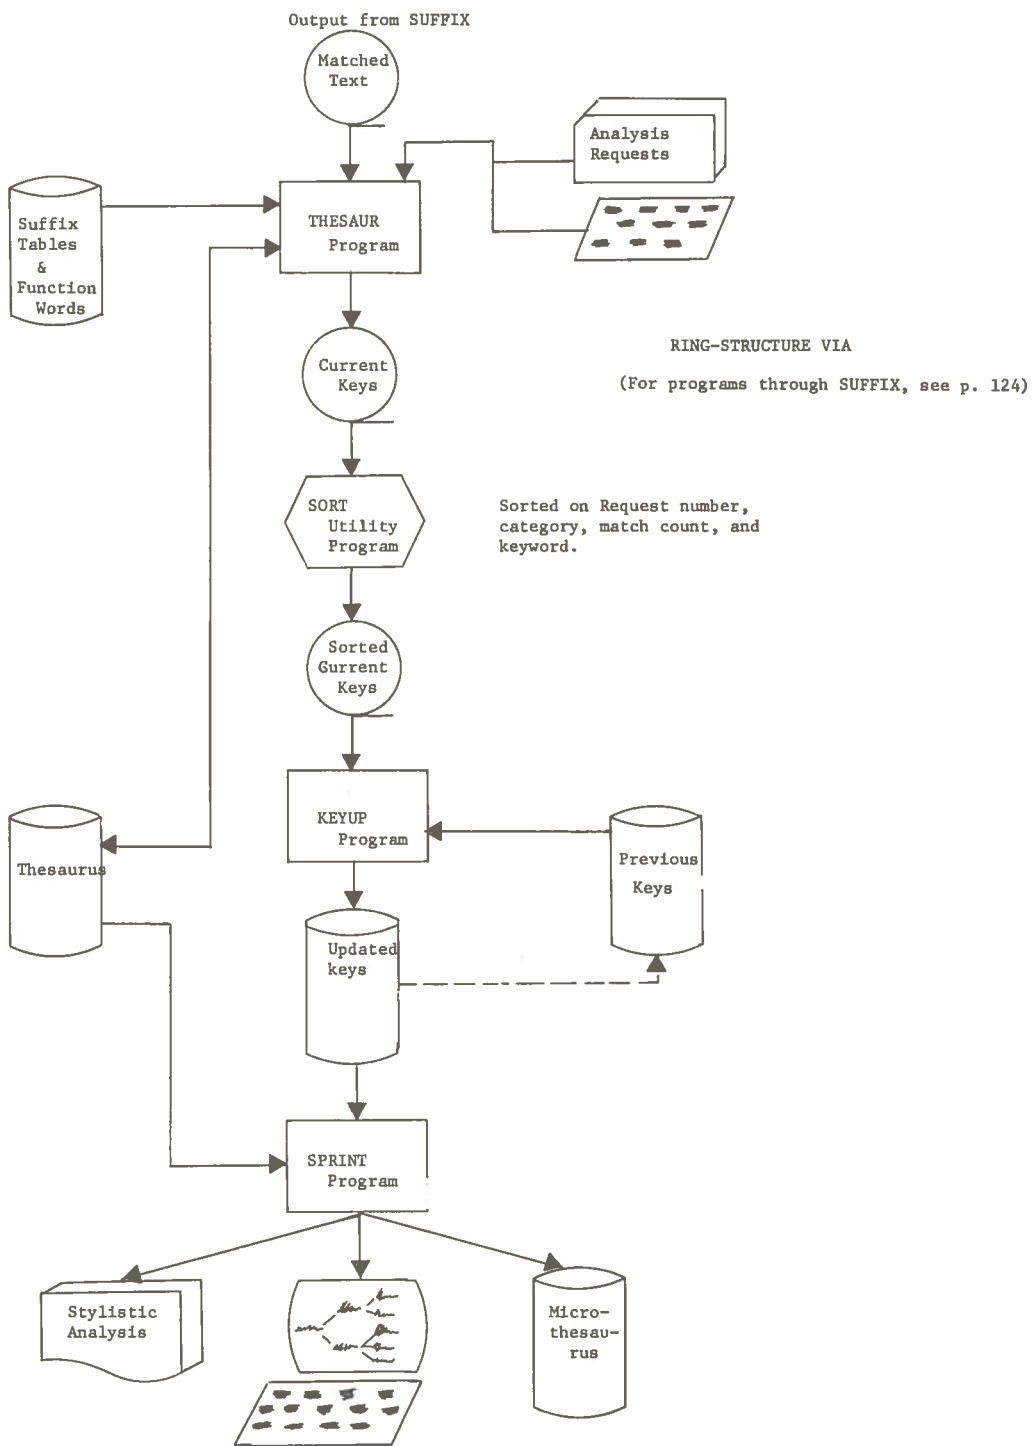 Output from SUFFIX
Matched
Text
Analysis
Requests
Suffix
Tables
&
Function
Words
THESAUR
Program
Current
Keys
RING-STRUCTURE VIA
(For programs through SUFFIX, see p. 124)
SORT
Utility
Program
Sorted on Request number,
category, match count, and
keyword.
Sorted
Gurrent
Keys
KEYUP
Program
Thesaurus
Previous
Keys
Updated
keys
SPRINT
Program
Stylistic
Analysis
Micro-
thesau-
rus